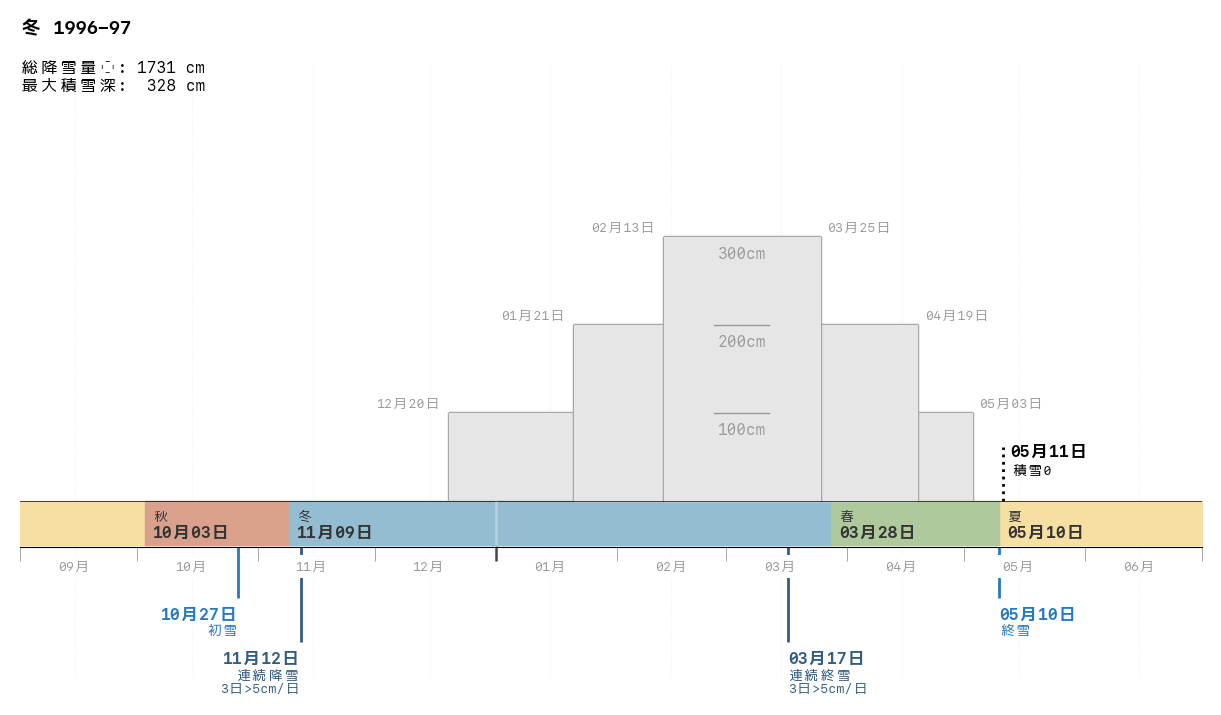 冬 1996–97
総降雪量: 1731 cm
最大積雪深: 328 cm
02月13日
03月25日
300cm
01月21日
04月19日
200cm
12月20日
05月03日
100cm
05月11日
積雪0
秋
10月03日
冬
11月09日
春
03月28日
夏
05月10日
09月
10月
11月
12月
01月
02月
03月
04月
05月
06月
10月27日
初雪
05月10日
終雪
11月12日
連続降雪
3日>5cm/日
03月17日
連続終雪
3日>5cm/日